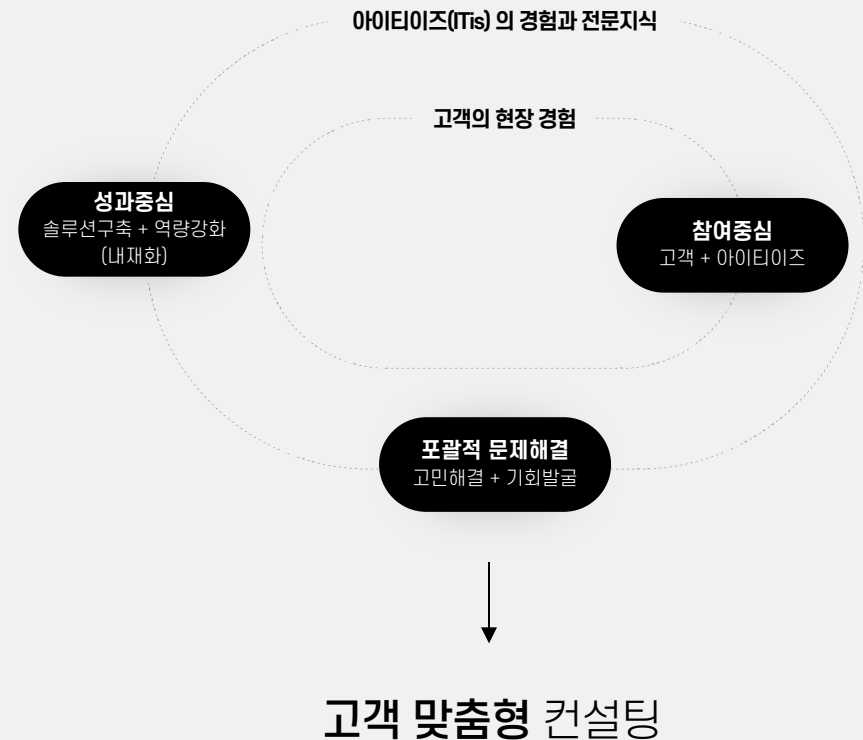 아이티이즈(ITis) 의 경험과 전문지식
고객의 현장 경험
성과중심
솔루션구축 + 역량강화
(내재화)
참여중심
고객 + 아이티이즈
포괄적 문제해결
고민해결 + 기회발굴
고객 맞춤형 컨설팅